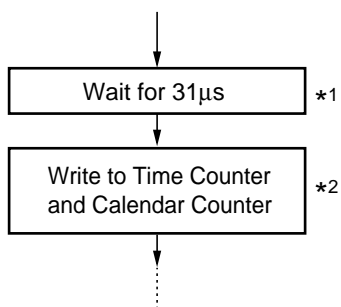 Wait for 31μs *1
Write to Time Counter *2
and Calendar Counter